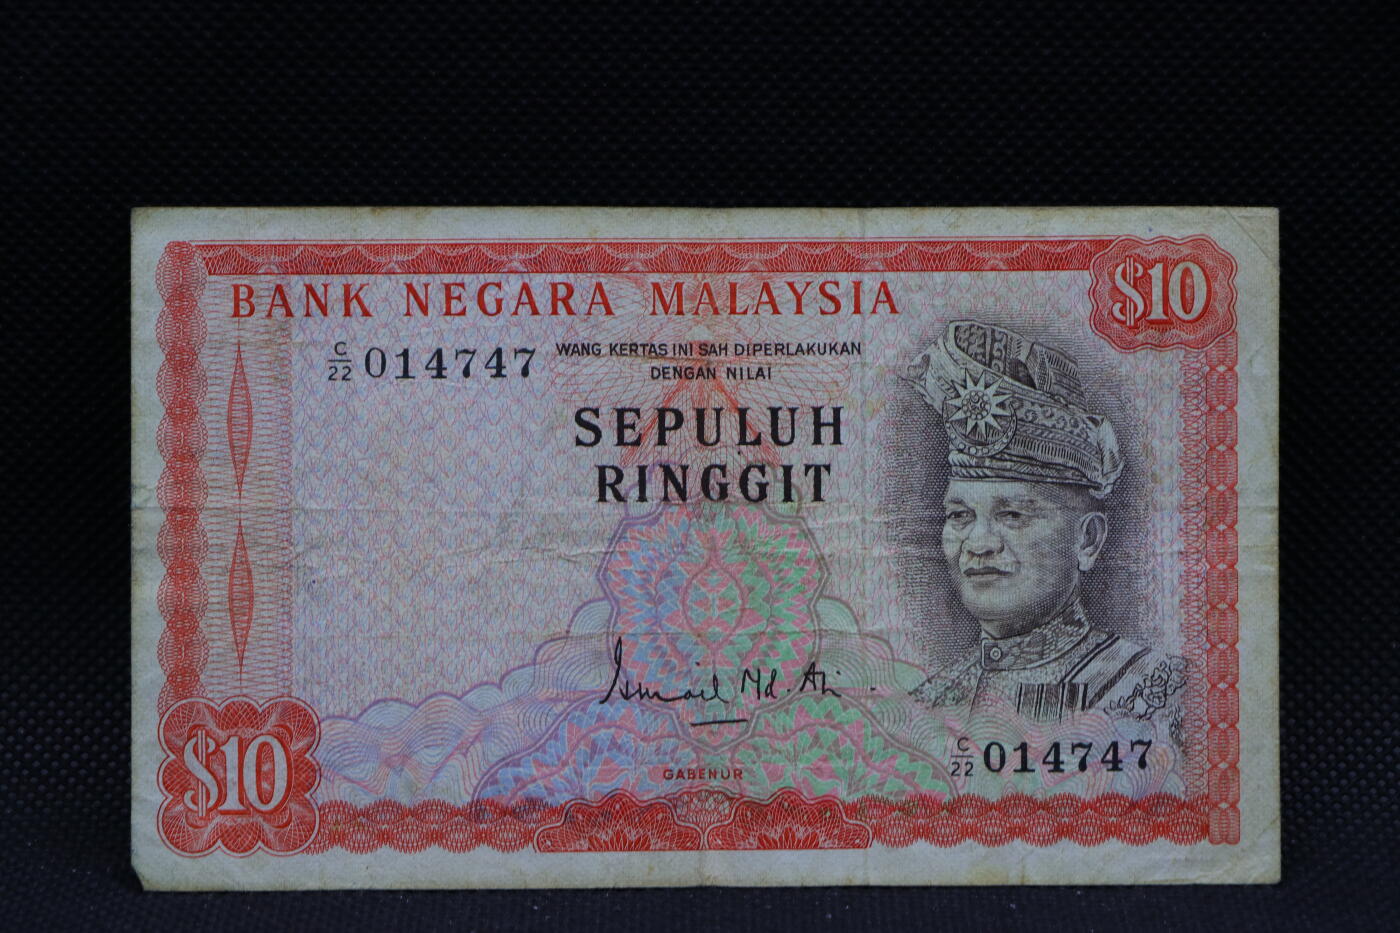 $10
BANK NEGARA MALAYSIA
C/22 014747
WANG KERTAS INI SAH DIPERLAKUKAN
DENGAN NILAI
SEPULUH
RINGGIT
Ismail Md. Ali.
GABENUR
C/22 014747
$10